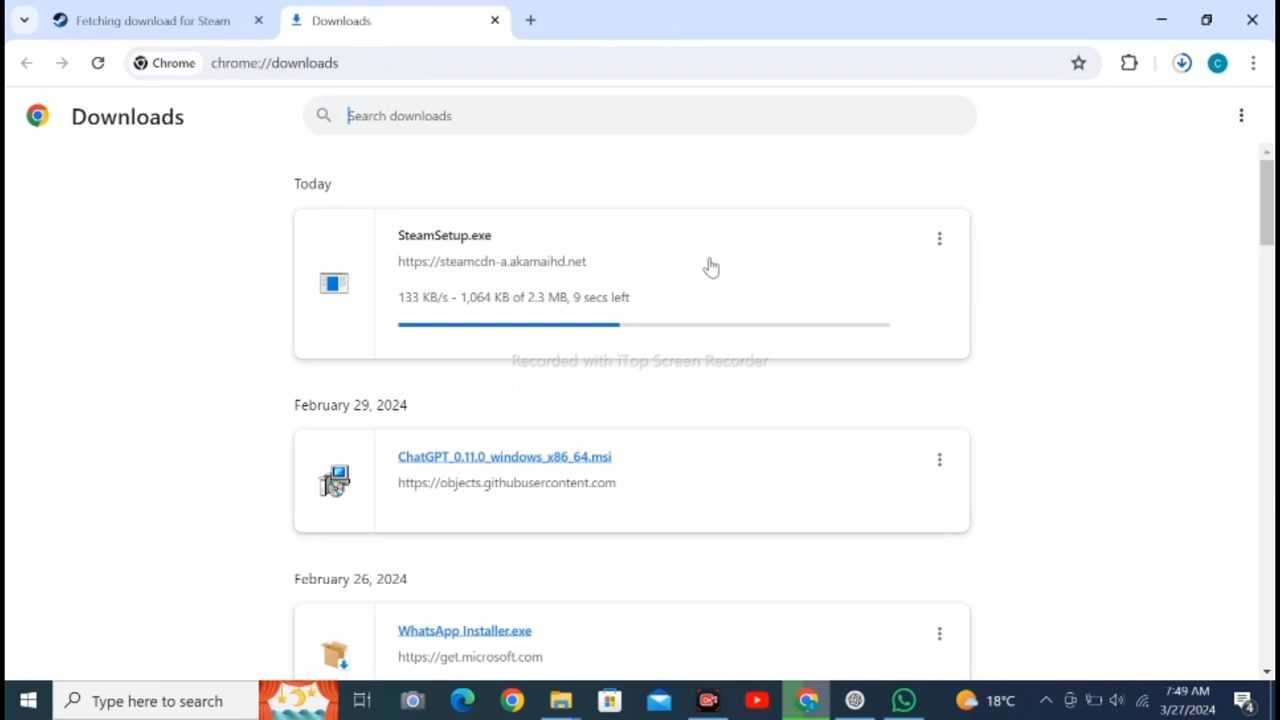 Fetching download for Steam
Downloads
Chrome
chrome://downloads
C
Downloads
Search downloads
Today
SteamSetup.exe
https://steamcdn-a.akamaihd.net
133 KB/s - 1,064 KB of 2.3 MB, 9 secs left
Recorded with iTop Screen Recorder
February 29, 2024
ChatGPT_0.11.0_windows_x86_64.msi
https://objects.githubusercontent.com
February 26, 2024
WhatsApp Installer.exe
https://get.microsoft.com
Type here to search
18°C
7:49 AM
3/27/2024
4